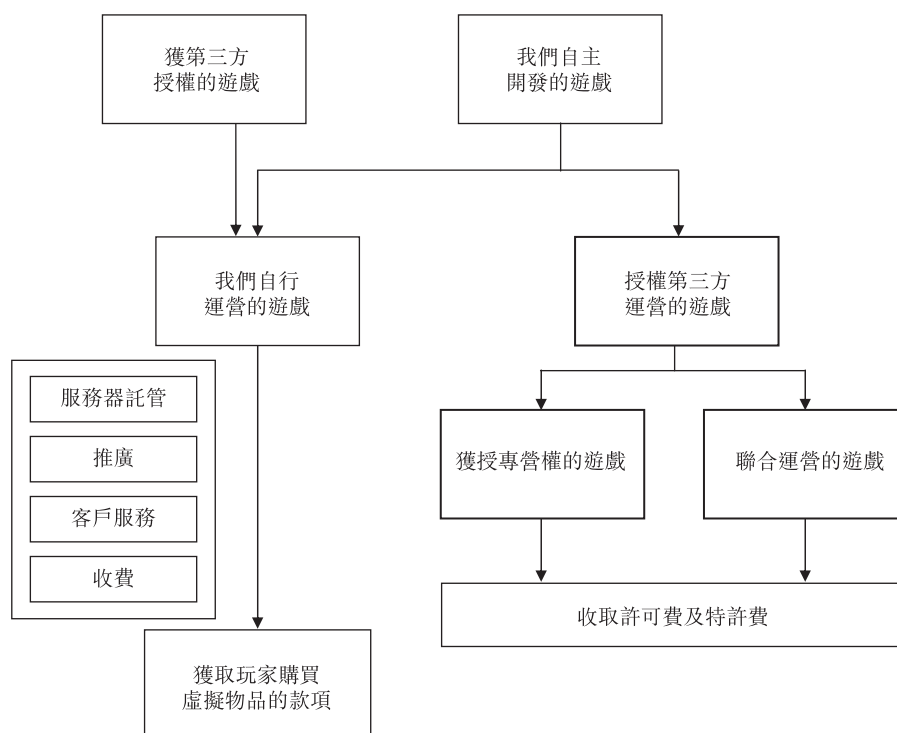 獲第三方
授權的遊戲
我們自主
開發的遊戲
我們自行
運營的遊戲
授權第三方
運營的遊戲
服務器託管
推廣
客戶服務
收費
獲授專營權的遊戲
聯合運營的遊戲
收取許可費及特許費
獲取玩家購買
虛擬物品的款項